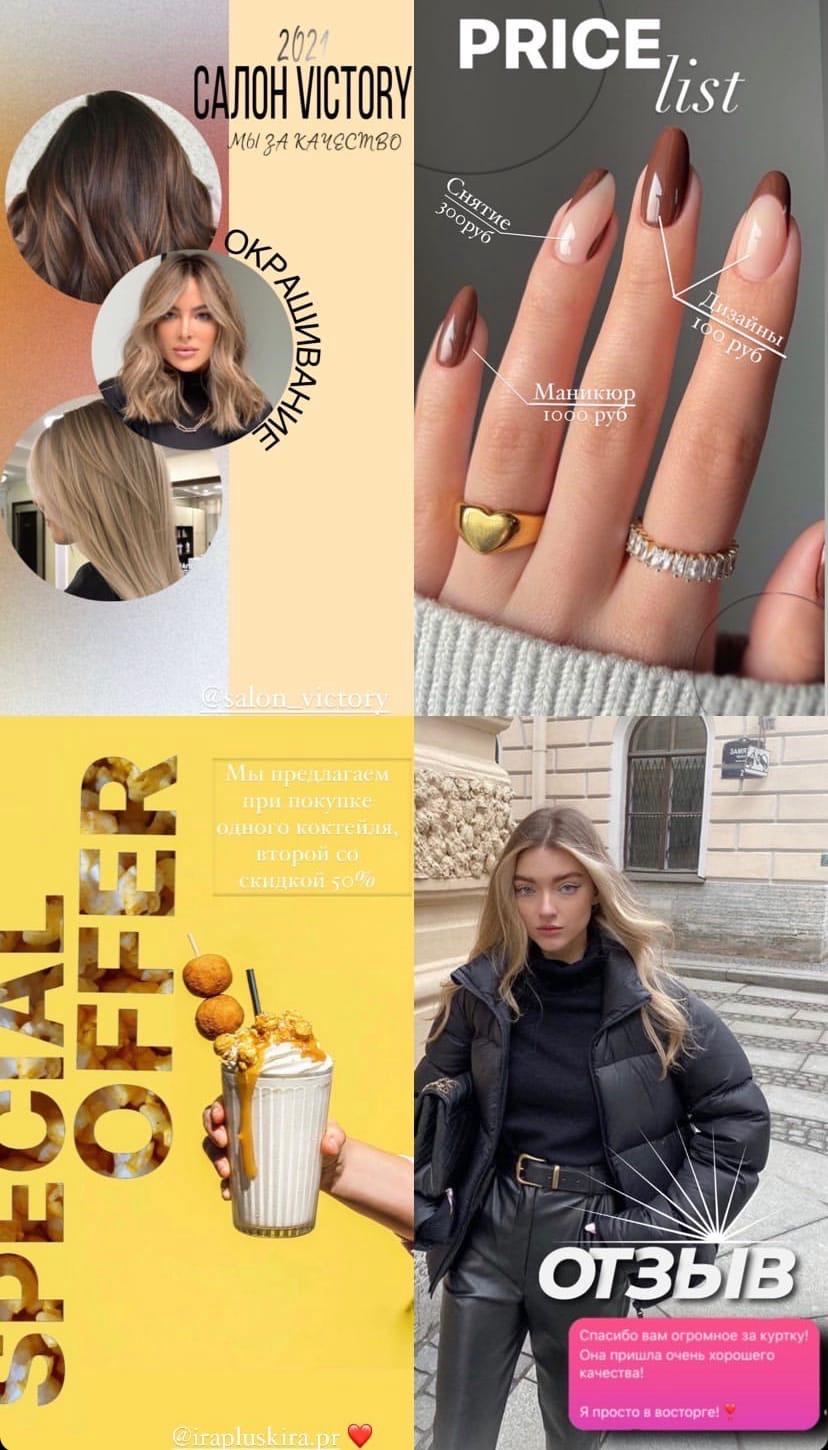 2021
САЛОН VICTORY
МЫ ЗА КАЧЕСТВО
ОКРАШИВАНИЕ
@salon_victory
PRICE
list
Снятие
300руб
Дизайны
100 руб
Маникюр
1000 руб
SPECIAL
OFFER
Мы предлагаем
при покупке
одного коктейля,
второй со
скидкой 50%
@irapluskira.pr ❤️
ОТЗЫВ
Спасибо вам огромное за куртку!
Она пришла очень хорошего
качества!
Я просто в восторге! ❣️